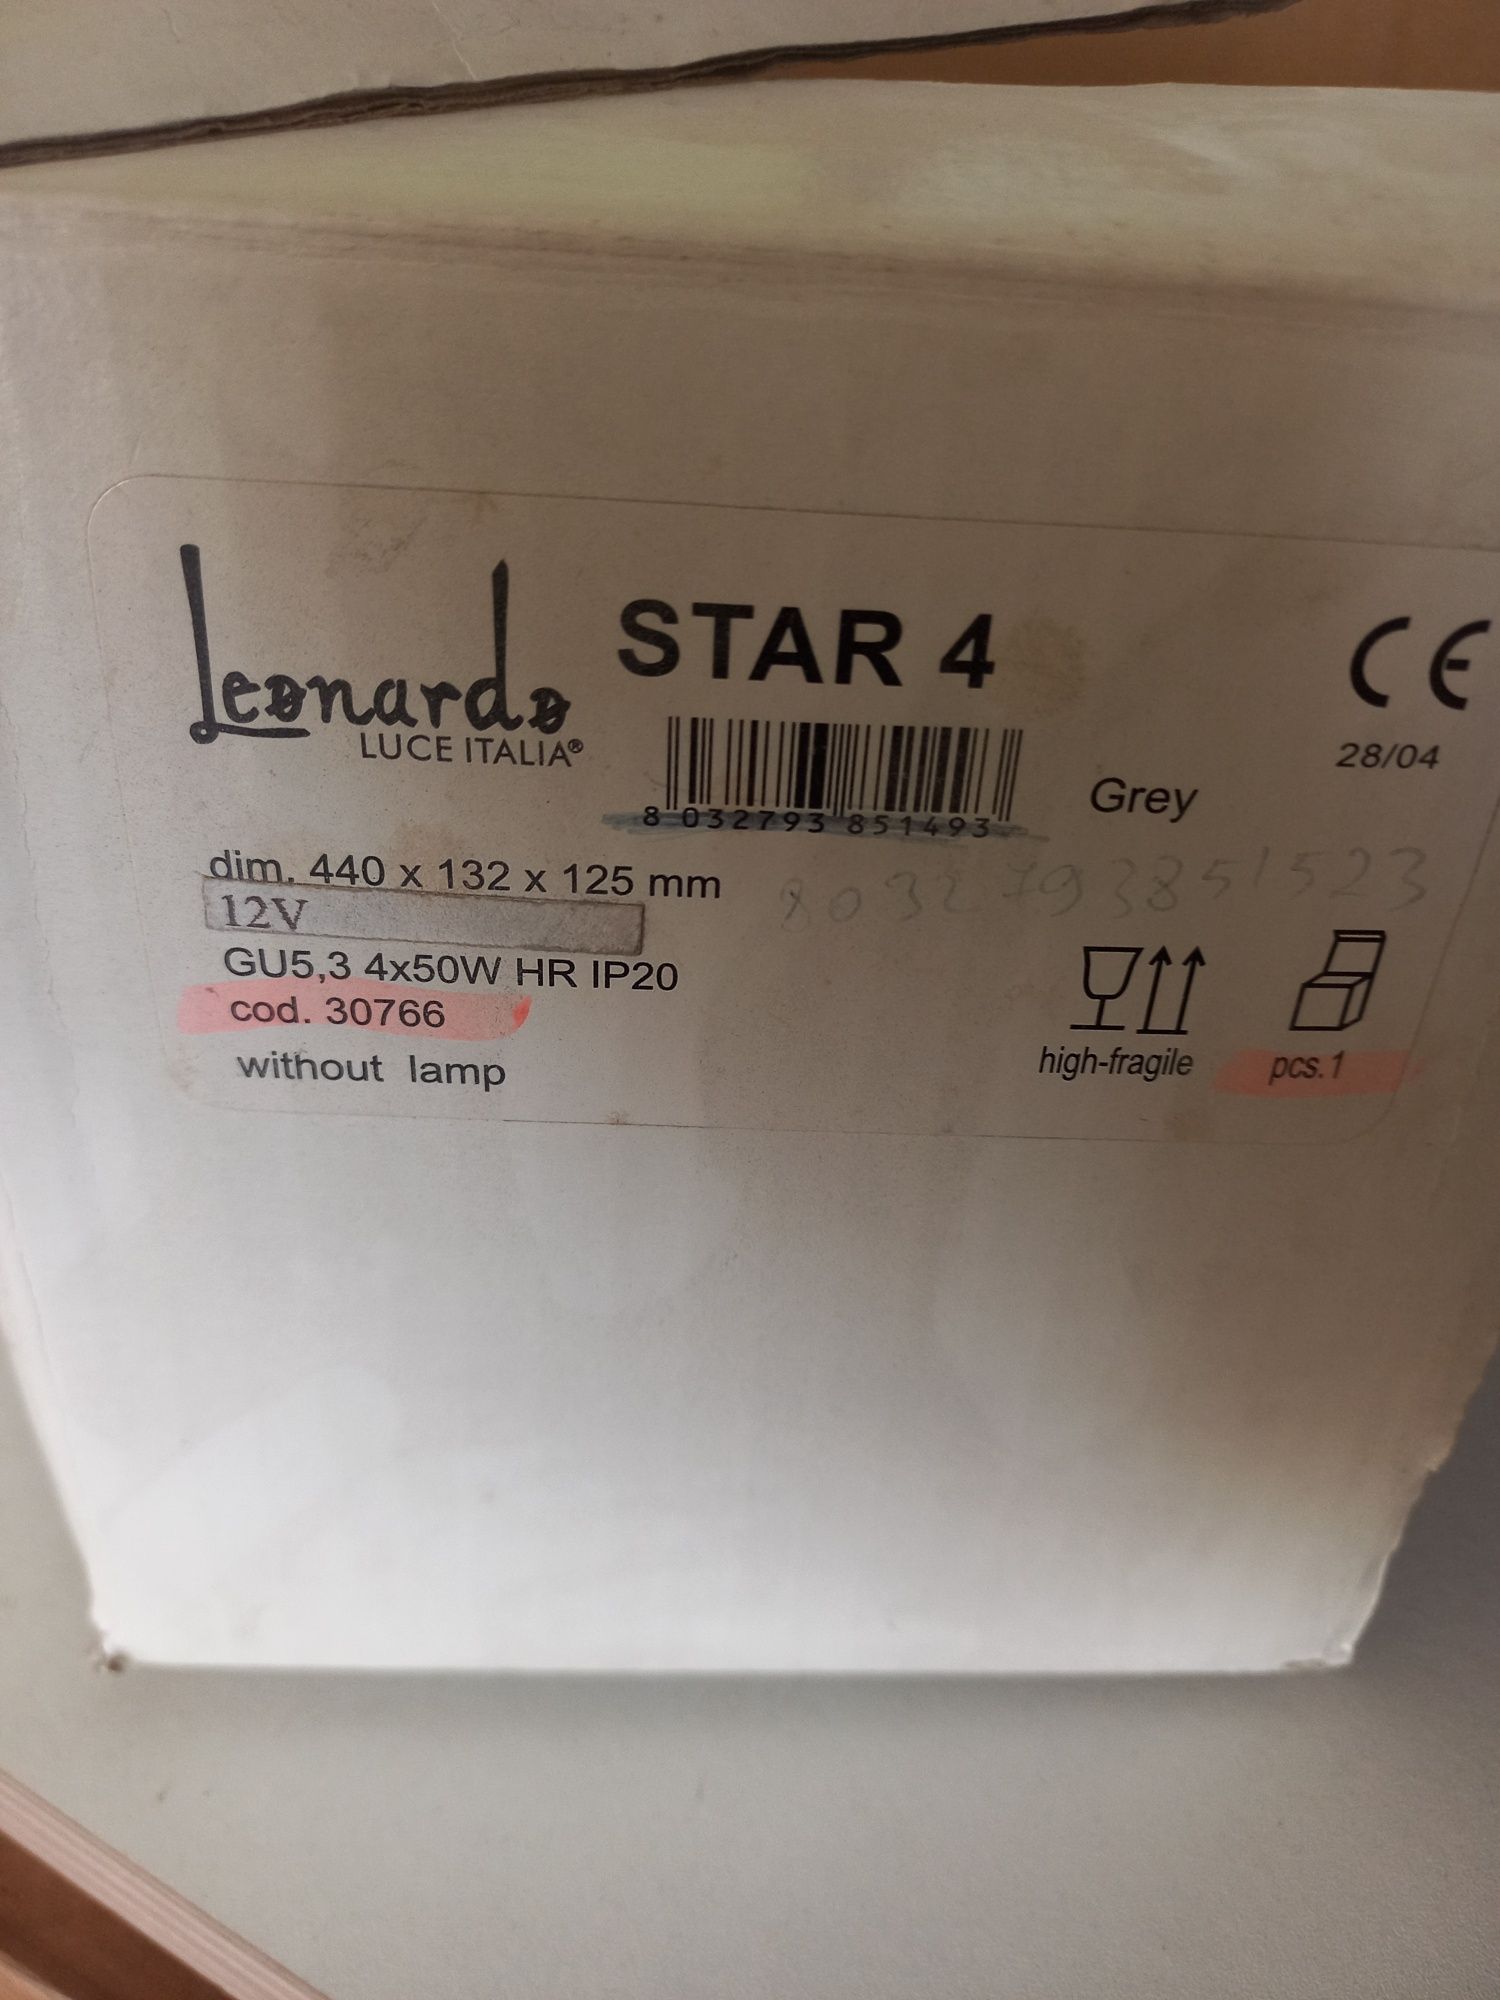 Leonardo
LUCE ITALIA®
STAR 4
CE
28/04
8 032793 851493
Grey
dim. 440 x 132 x 125 mm
8032793851523
12V
GU5,3 4x50W HR IP20
cod. 30766
without lamp
high-fragile
pcs.1